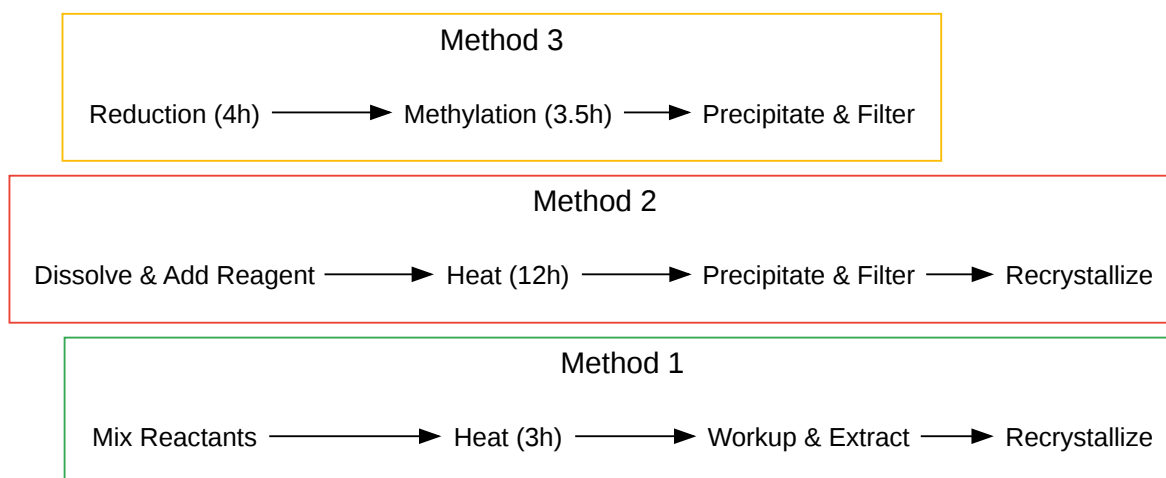 Method 3
Reduction (4h) Methylation (3.5h) Precipitate & Filter
Method 2
Dissolve & Add Reagent Heat (12h) Precipitate & Filter Recrystallize
Method 1
Mix Reactants Heat (3h) Workup & Extract Recrystallize